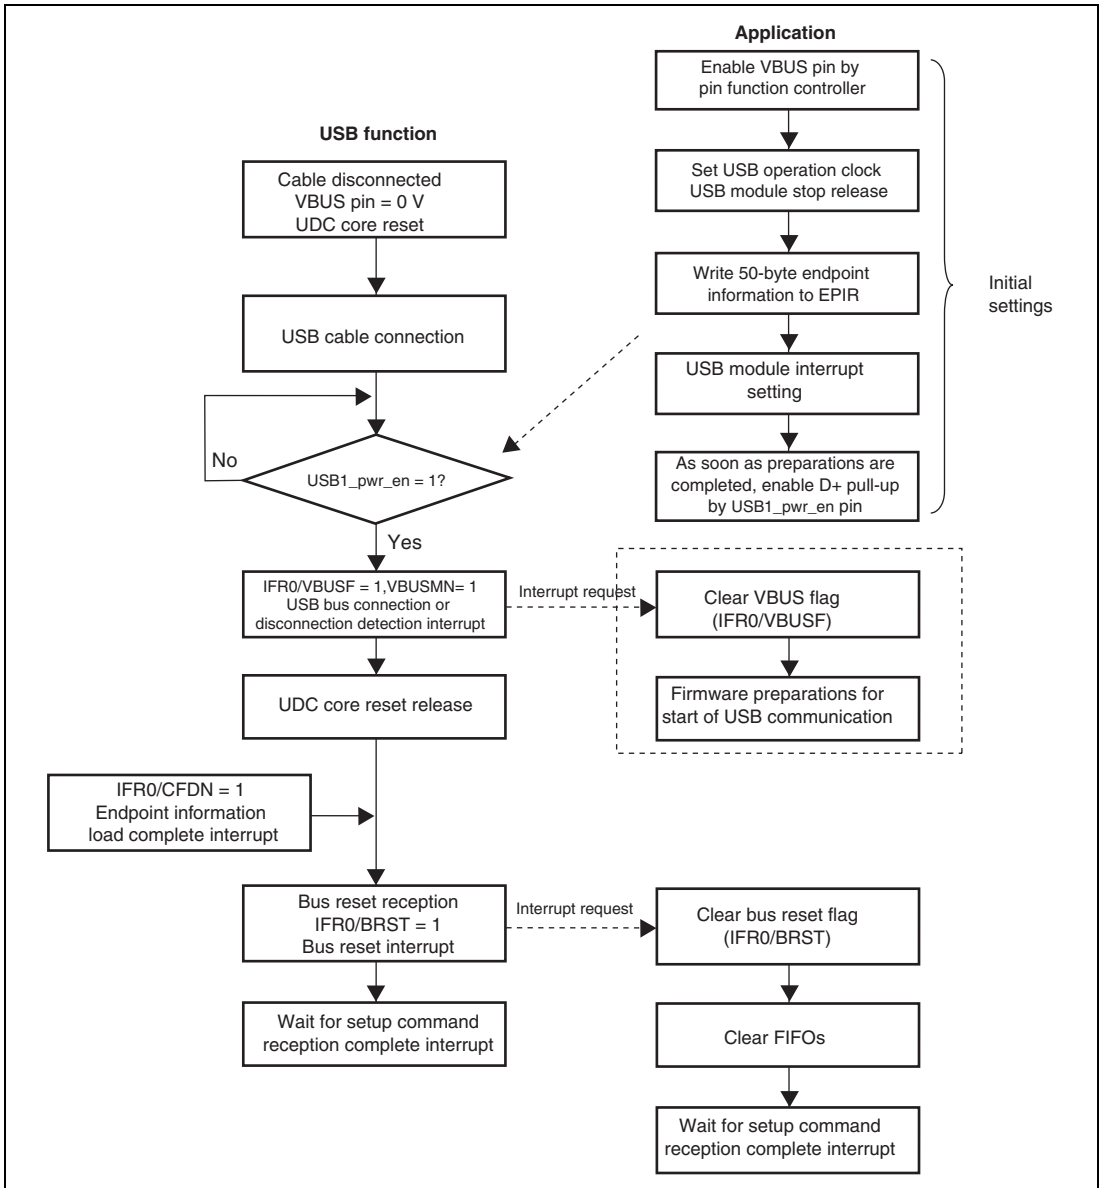 Application
Enable VBUS pin by
pin function controller
USB function
Cable disconnected
VBUS pin = 0 V
UDC core reset
Set USB operation clock
USB module stop release
Write 50-byte endpoint
information to EPIR
Initial
settings
USB cable connection
USB module interrupt
setting
No
USB1_pwr_en = 1?
As soon as preparations are
completed, enable D+ pull-up
by USB1_pwr_en pin
Yes
IFR0/VBUSF = 1,VBUSMN= 1
USB bus connection or
disconnection detection interrupt
Interrupt request
Clear VBUS flag
(IFR0/VBUSF)
UDC core reset release
Firmware preparations for
start of USB communication
IFR0/CFDN = 1
Endpoint information
load complete interrupt
Bus reset reception
IFR0/BRST = 1
Bus reset interrupt
Interrupt request
Clear bus reset flag
(IFR0/BRST)
Wait for setup command
reception complete interrupt
Clear FIFOs
Wait for setup command
reception complete interrupt